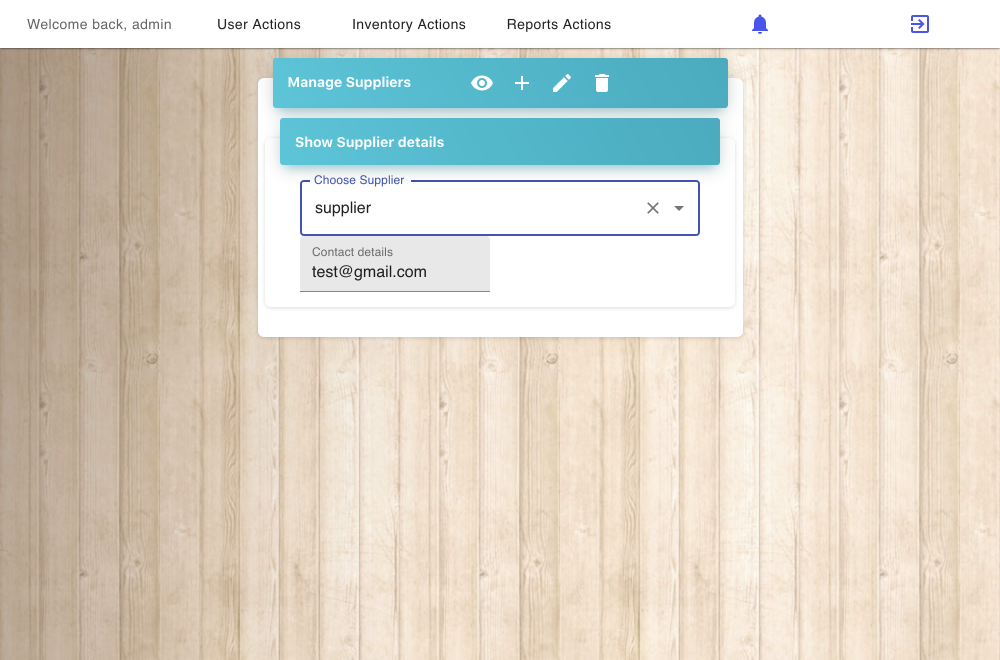 Welcome back, admin User Actions Inventory Actions Reports Actions
Manage Suppliers
Show Supplier details
Choose Supplier
supplier
Contact details
test@gmail.com